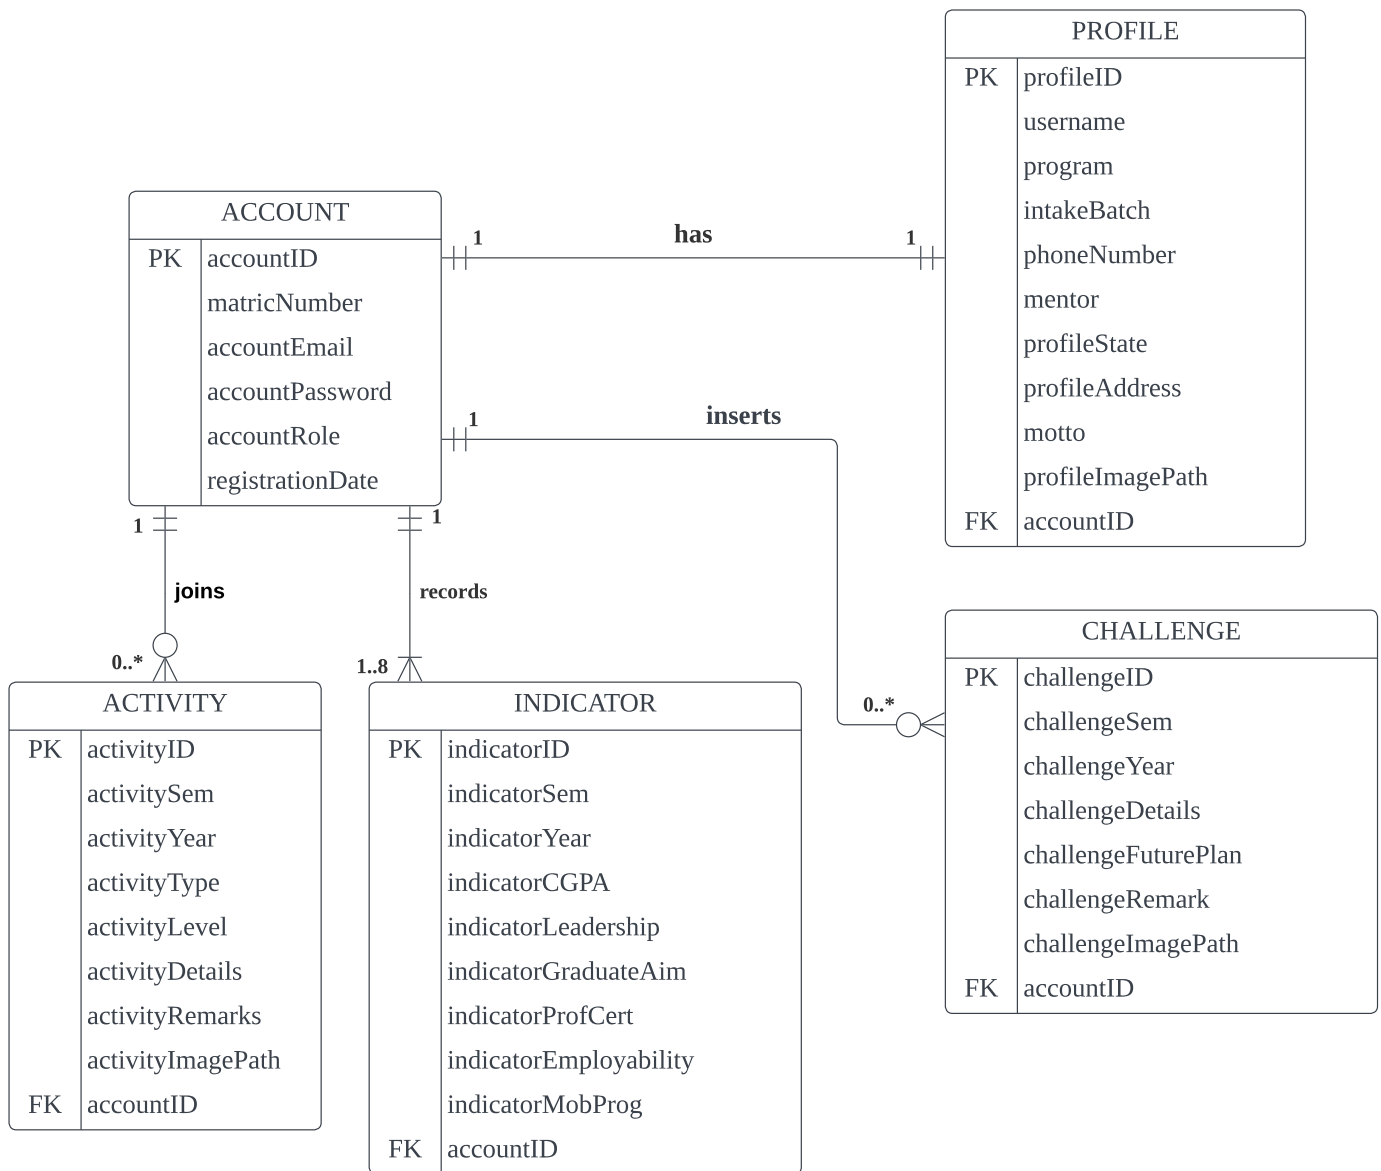 PROFILE
PK profileID
username
program
intakeBatch
phoneNumber
mentor
profileState
profileAddress
motto
profileImagePath
FK accountID
ACCOUNT
PK accountID
matricNumber
accountEmail
accountPassword
accountRole
registrationDate
1 has 1
1 inserts
0..*
1
joins
0..*
1
records
1..8
CHALLENGE
PK challengeID
challengeSem
challengeYear
challengeDetails
challengeFuturePlan
challengeRemark
challengeImagePath
FK accountID
ACTIVITY
PK activityID
activitySem
activityYear
activityType
activityLevel
activityDetails
activityRemarks
activityImagePath
FK accountID
INDICATOR
PK indicatorID
indicatorSem
indicatorYear
indicatorCGPA
indicatorLeadership
indicatorGraduateAim
indicatorProfCert
indicatorEmployability
indicatorMobProg
FK accountID